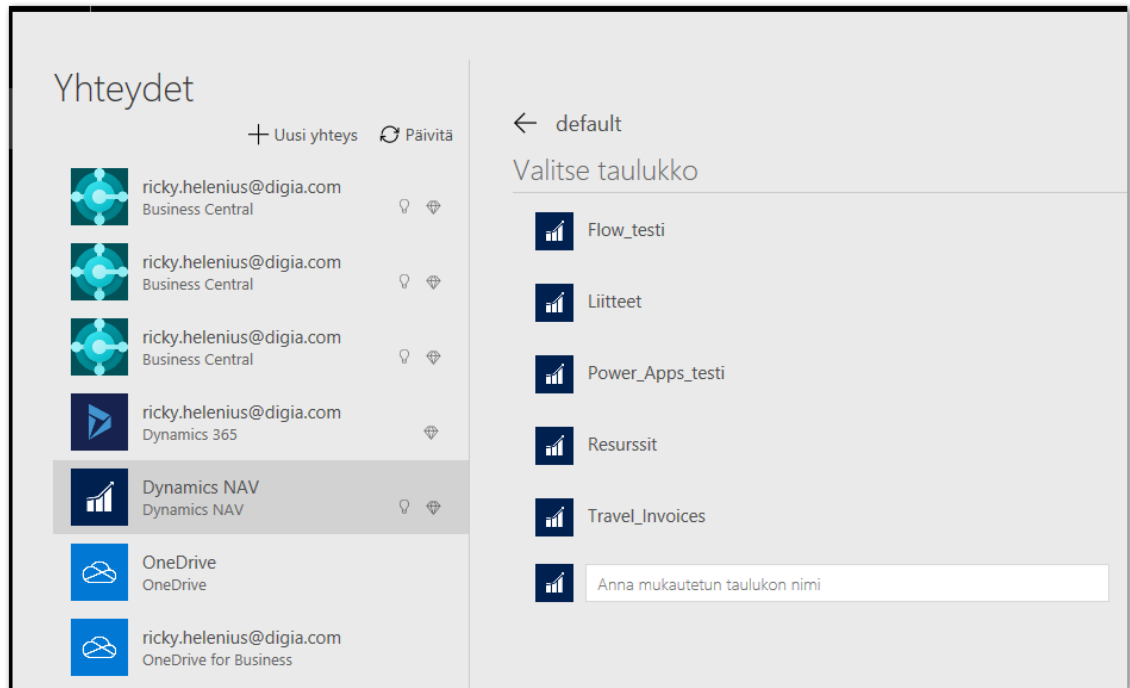 Yhteydet
Uusi yhteys
Päivitä
ricky.helenius@digia.com
Business Central
ricky.helenius@digia.com
Business Central
ricky.helenius@digia.com
Business Central
ricky.helenius@digia.com
Dynamics 365
Dynamics NAV
Dynamics NAV
OneDrive
OneDrive
ricky.helenius@digia.com
OneDrive for Business
default
Valitse taulukko
Flow_testi
Liitteet
Power_Apps_testi
Resurssit
Travel_Invoices
Anna mukautetun taulukon nimi